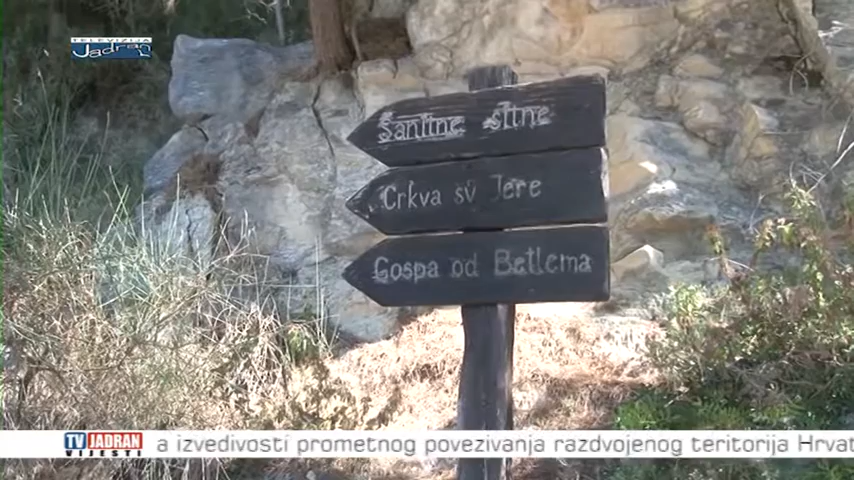 TELEVIZIJA
Jadran
Šantine stine
Crkva sv Jere
Gospa od Betlema
TV JADRAN
VIJESTI
a izvedivosti prometnog povezivanja razdvojenog teritorija Hrvat